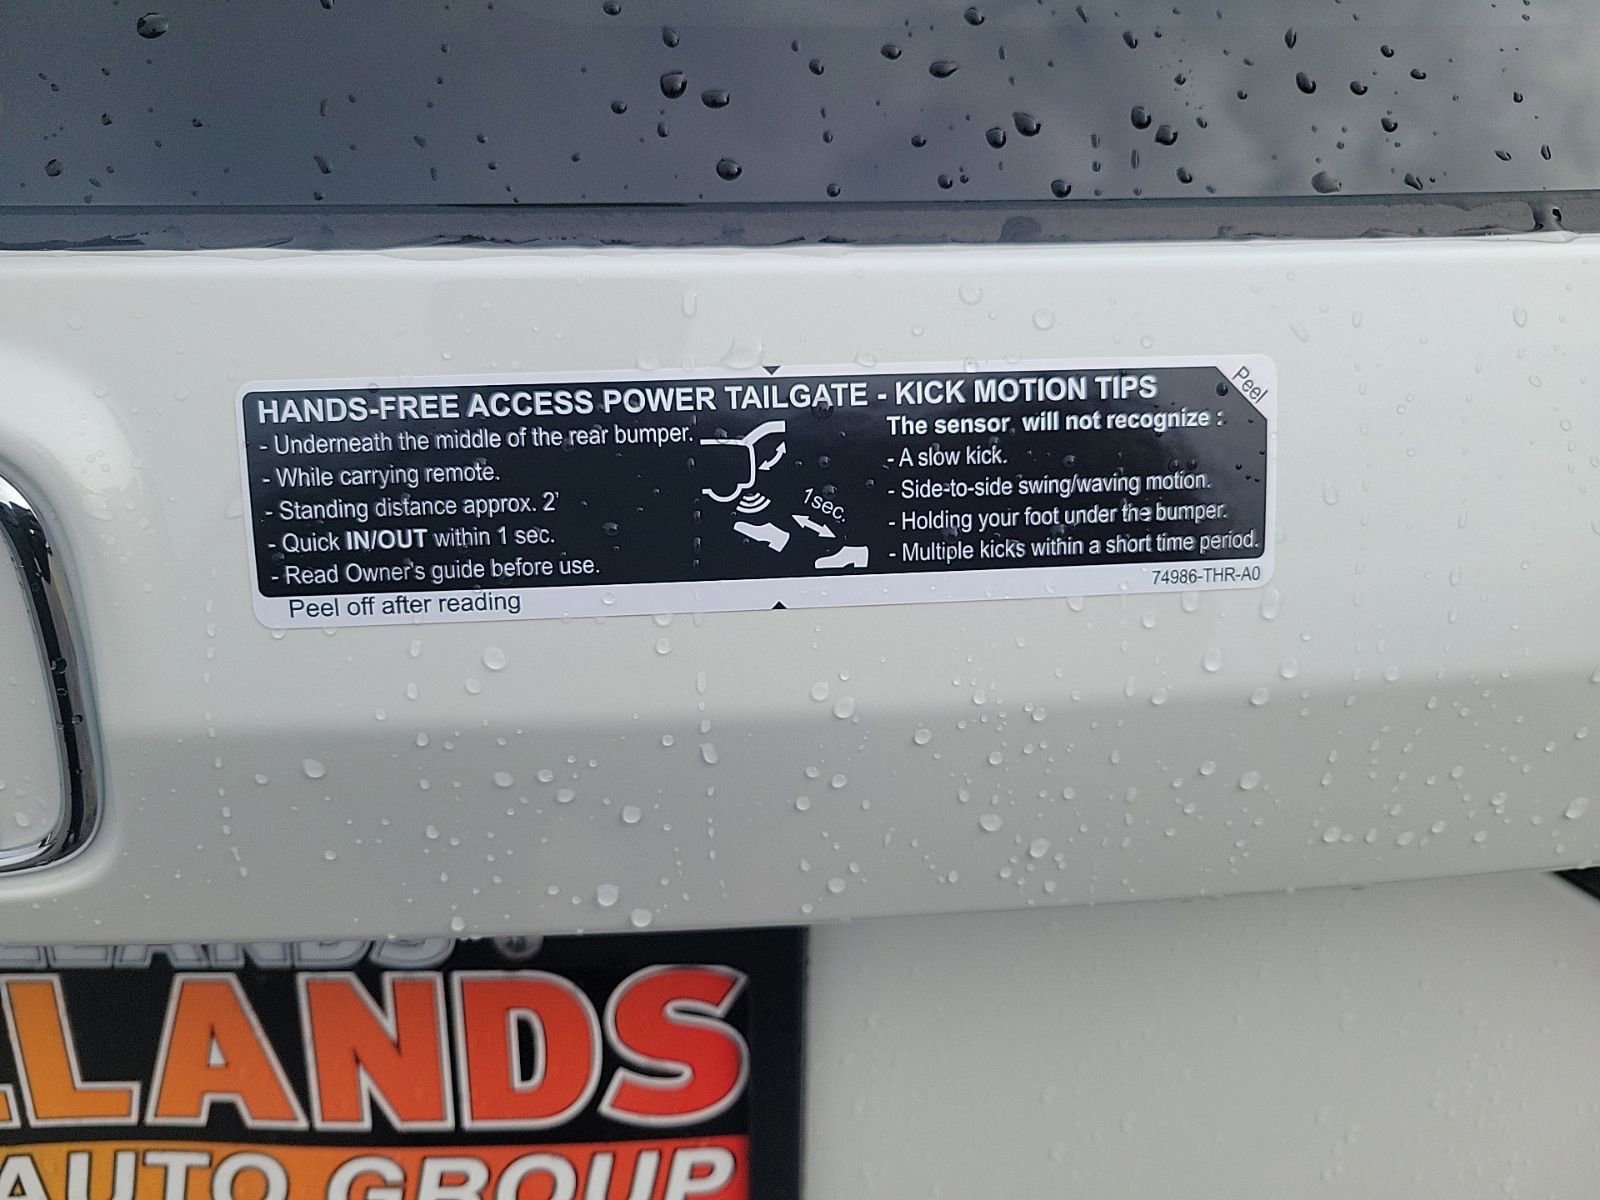 HANDS-FREE ACCESS POWER TAILGATE - KICK MOTION TIPS
Peel
- Underneath the middle of the rear bumper.
- While carrying remote.
- Standing distance approx. 2'
- Quick IN/OUT within 1 sec.
- Read Owner's guide before use.
1sec.
The sensor will not recognize :
- A slow kick.
- Side-to-side swing/waving motion.
- Holding your foot under the bumper.
- Multiple kicks within a short time period.
Peel off after reading
74986-THR-A0
LLANDS
AUTO GROUP